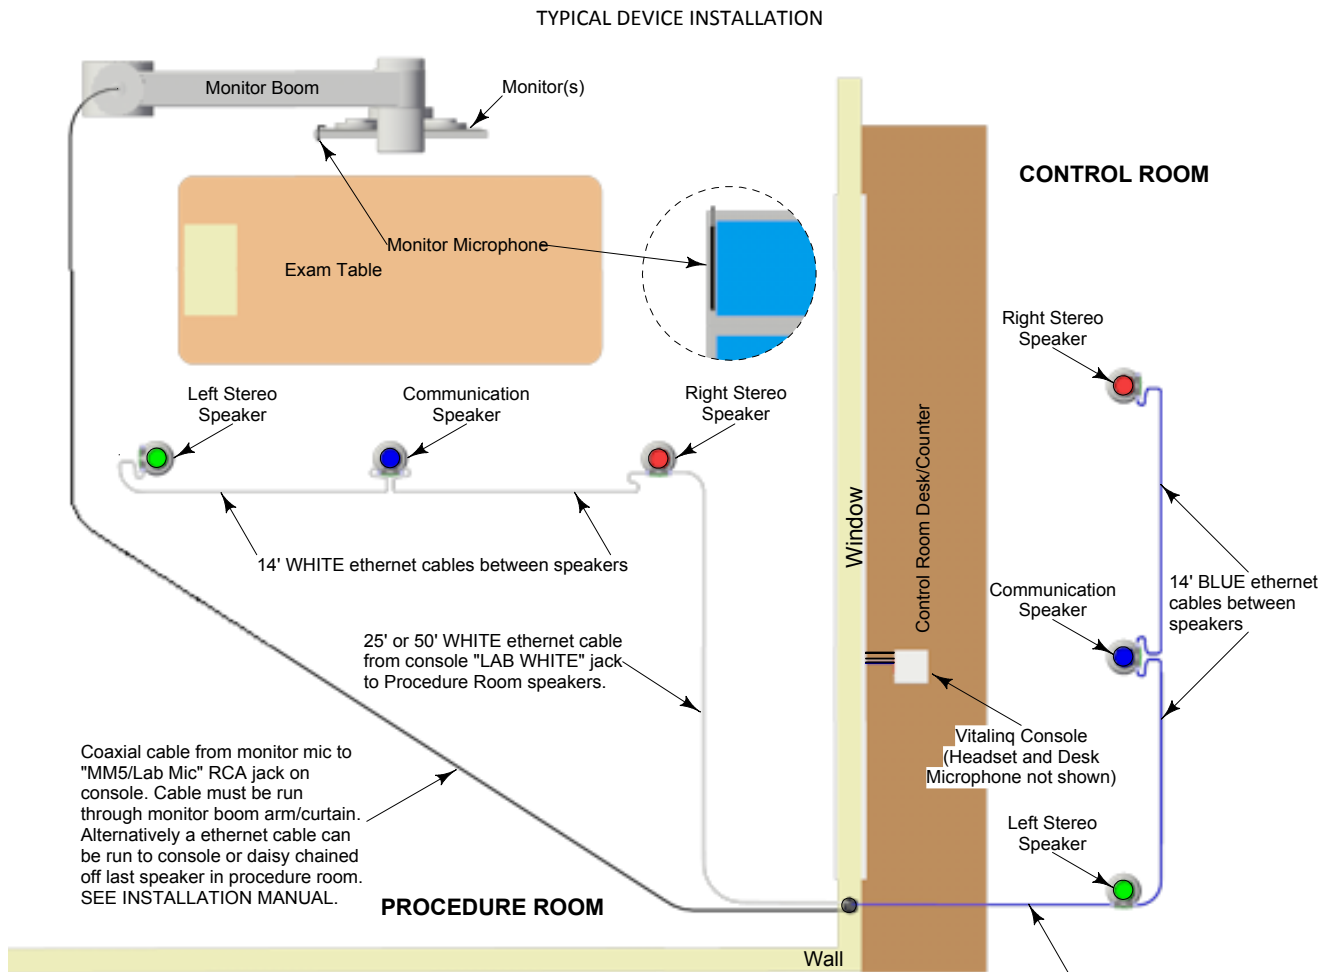 TYPICAL DEVICE INSTALLATION
Monitor Boom
Monitor(s)
CONTROL ROOM
Monitor Microphone
Exam Table
Right Stereo
Speaker
Left Stereo
Speaker
Communication
Speaker
Right Stereo
Speaker
Control Room Desk/Counter
Window
14' WHITE ethernet cables between speakers
14' BLUE ethernet
cables between
speakers
Communication
Speaker
25' or 50' WHITE ethernet cable
from console "LAB WHITE" jack
to Procedure Room speakers.
Vitalinq Console
(Headset and Desk
Microphone not shown)
Coaxial cable from monitor mic to
"MM5/Lab Mic" RCA jack on
console. Cable must be run
through monitor boom arm/curtain.
Alternatively a ethernet cable can
be run to console or daisy chained
off last speaker in procedure room.
SEE INSTALLATION MANUAL.
Left Stereo
Speaker
PROCEDURE ROOM
Wall